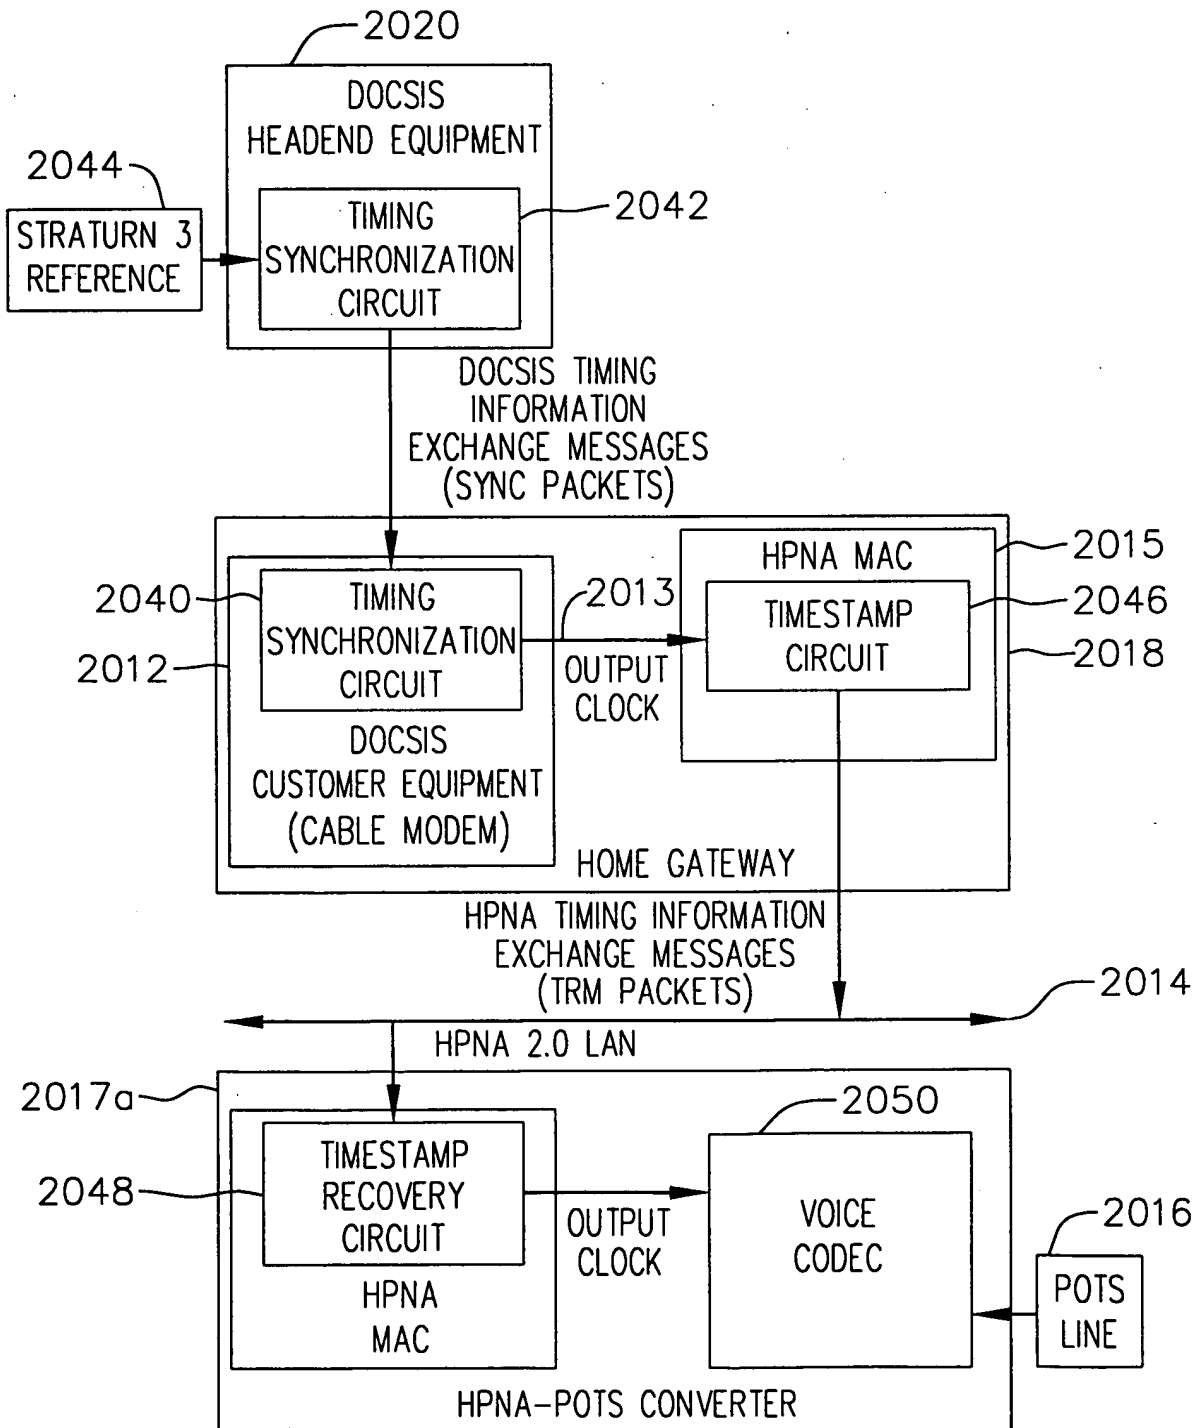 2020
DOCSIS
HEADEND EQUIPMENT
2044
2042
STRATURN 3
REFERENCE
TIMING
SYNCHRONIZATION
CIRCUIT
DOCSIS TIMING
INFORMATION
EXCHANGE MESSAGES
(SYNC PACKETS)
HPNA MAC
2015
2040
TIMING
SYNCHRONIZATION
CIRCUIT
2013
OUTPUT
CLOCK
TIMESTAMP
CIRCUIT
2046
2012
2018
DOCSIS
CUSTOMER EQUIPMENT
(CABLE MODEM)
HOME GATEWAY
HPNA TIMING INFORMATION
EXCHANGE MESSAGES
(TRM PACKETS)
2014
HPNA 2.0 LAN
2017a
2050
TIMESTAMP
RECOVERY
CIRCUIT
2048
OUTPUT
CLOCK
VOICE
CODEC
2016
POTS
LINE
HPNA
MAC
HPNA-POTS CONVERTER